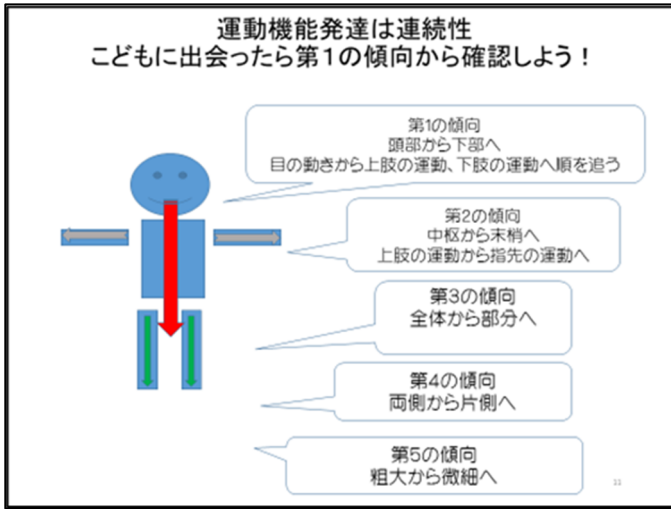 運動機能発達は連続性
こどもに出会ったら第1の傾向から確認しよう！
第1の傾向
頭部から下部へ
目の動きから上肢の運動、下肢の運動へ順を追う
第2の傾向
中枢から末梢へ
上肢の運動から指先の運動へ
第3の傾向
全体から部分へ
第4の傾向
両側から片側へ
第5の傾向
粗大から微細へ